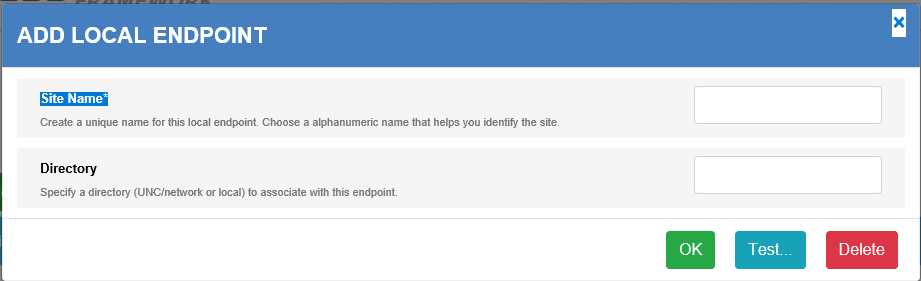 FRAMEWORK
ADD LOCAL ENDPOINT
Site Name*
Create a unique name for this local endpoint. Choose a alphanumeric name that helps you identify the site.
Directory
Specify a directory (UNC/network or local) to associate with this endpoint.
OK Test... Delete